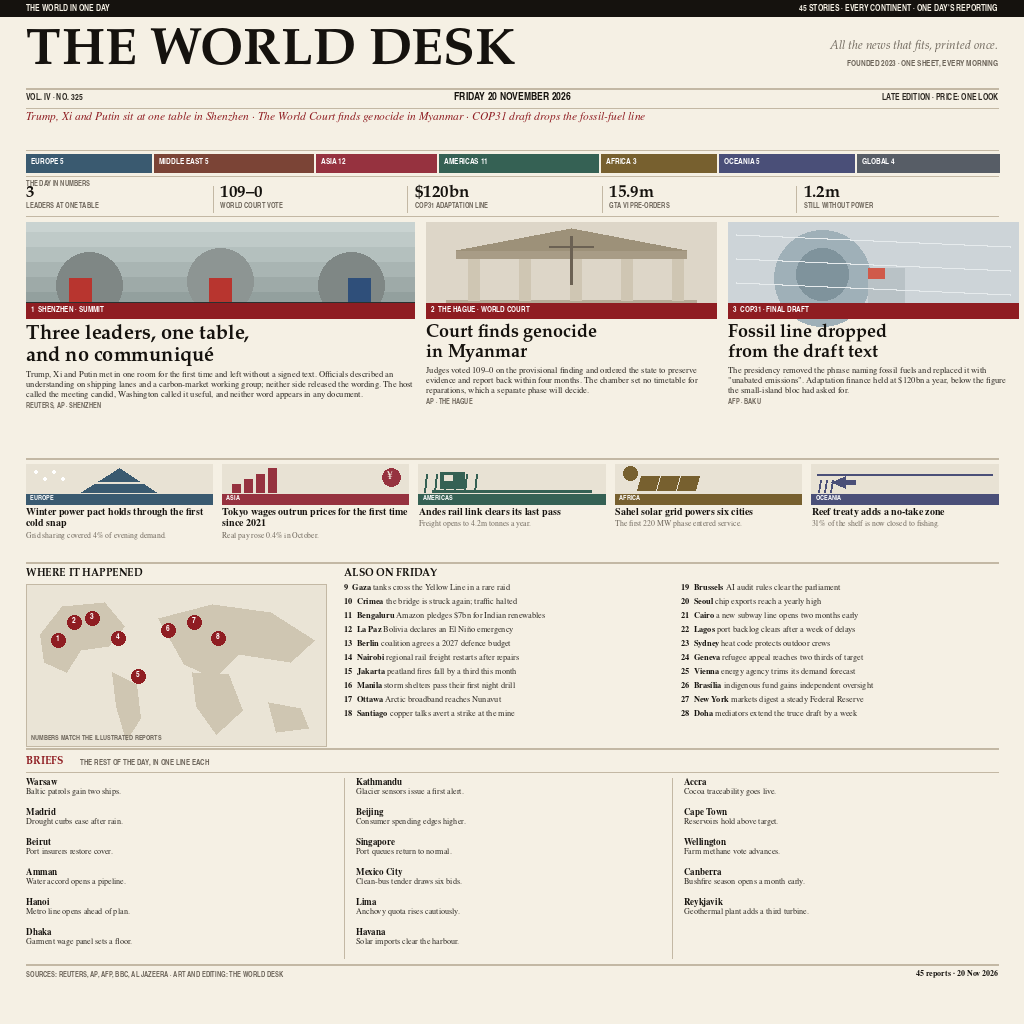 THE WORLD IN ONE DAY
45 STORIES · EVERY CONTINENT · ONE DAY'S REPORTING
THE WORLD DESK
All the news that fits, printed once.
FOUNDED 2023 · ONE SHEET, EVERY MORNING
VOL. IV · NO. 325
FRIDAY 20 NOVEMBER 2026
LATE EDITION · PRICE: ONE LOOK
Trump, Xi and Putin sit at one table in Shenzhen · The World Court finds genocide in Myanmar · COP31 draft drops the fossil-fuel line
EUROPE 5
MIDDLE EAST 5
ASIA 12
AMERICAS 11
AFRICA 3
OCEANIA 5
GLOBAL 4
THE DAY IN NUMBERS
3
LEADERS AT ONE TABLE
109–0
WORLD COURT VOTE
$120bn
COP31 ADAPTATION LINE
15.9m
GTA VI PRE-ORDERS
1.2m
STILL WITHOUT POWER
1 SHENZHEN · SUMMIT
Three leaders, one table,
and no communiqué
Trump, Xi and Putin met in one room for the first time and left without a signed text. Officials described an
understanding on shipping lanes and a carbon-market working group; neither side released the wording. The host
called the meeting candid, Washington called it useful, and neither word appears in any document.
REUTERS, AP · SHENZHEN
2 THE HAGUE · WORLD COURT
Court finds genocide
in Myanmar
Judges voted 109–0 on the provisional finding and ordered the state to preserve
evidence and report back within four months. The chamber set no timetable for
reparations, which a separate phase will decide.
AP · THE HAGUE
3 COP31 · FINAL DRAFT
Fossil line dropped
from the draft text
The presidency removed the phrase naming fossil fuels and replaced it with
"unabated emissions". Adaptation finance held at $120bn a year, below the figure
the small-island bloc had asked for.
AFP · BAKU
EUROPE
Winter power pact holds through the first
cold snap
Grid sharing covered 4% of evening demand.
¥
ASIA
Tokyo wages outrun prices for the first time
since 2021
Real pay rose 0.4% in October.
AMERICAS
Andes rail link clears its last pass
Freight opens to 4.2m tonnes a year.
AFRICA
Sahel solar grid powers six cities
The first 220 MW phase entered service.
OCEANIA
Reef treaty adds a no-take zone
31% of the shelf is now closed to fishing.
WHERE IT HAPPENED
1
2
3
4
5
6
7
8
NUMBERS MATCH THE ILLUSTRATED REPORTS
ALSO ON FRIDAY
9 Gaza tanks cross the Yellow Line in a rare raid
10 Crimea the bridge is struck again; traffic halted
11 Bengaluru Amazon pledges $7bn for Indian renewables
12 La Paz Bolivia declares an El Niño emergency
13 Berlin coalition agrees a 2027 defence budget
14 Nairobi regional rail freight restarts after repairs
15 Jakarta peatland fires fall by a third this month
16 Manila storm shelters pass their first night drill
17 Ottawa Arctic broadband reaches Nunavut
18 Santiago copper talks avert a strike at the mine
19 Brussels AI audit rules clear the parliament
20 Seoul chip exports reach a yearly high
21 Cairo a new subway line opens two months early
22 Lagos port backlog clears after a week of delays
23 Sydney heat code protects outdoor crews
24 Geneva refugee appeal reaches two thirds of target
25 Vienna energy agency trims its demand forecast
26 Brasília indigenous fund gains independent oversight
27 New York markets digest a steady Federal Reserve
28 Doha mediators extend the truce draft by a week
BRIEFS
THE REST OF THE DAY, IN ONE LINE EACH
Warsaw
Baltic patrols gain two ships.
Madrid
Drought curbs ease after rain.
Beirut
Port insurers restore cover.
Amman
Water accord opens a pipeline.
Hanoi
Metro line opens ahead of plan.
Dhaka
Garment wage panel sets a floor.
Kathmandu
Glacier sensors issue a first alert.
Beijing
Consumer spending edges higher.
Singapore
Port queues return to normal.
Mexico City
Clean-bus tender draws six bids.
Lima
Anchovy quota rises cautiously.
Havana
Solar imports clear the harbour.
Accra
Cocoa traceability goes live.
Cape Town
Reservoirs hold above target.
Wellington
Farm methane vote advances.
Canberra
Bushfire season opens a month early.
Reykjavik
Geothermal plant adds a third turbine.
SOURCES: REUTERS, AP, AFP, BBC, AL JAZEERA · ART AND EDITING: THE WORLD DESK
45 reports · 20 Nov 2026